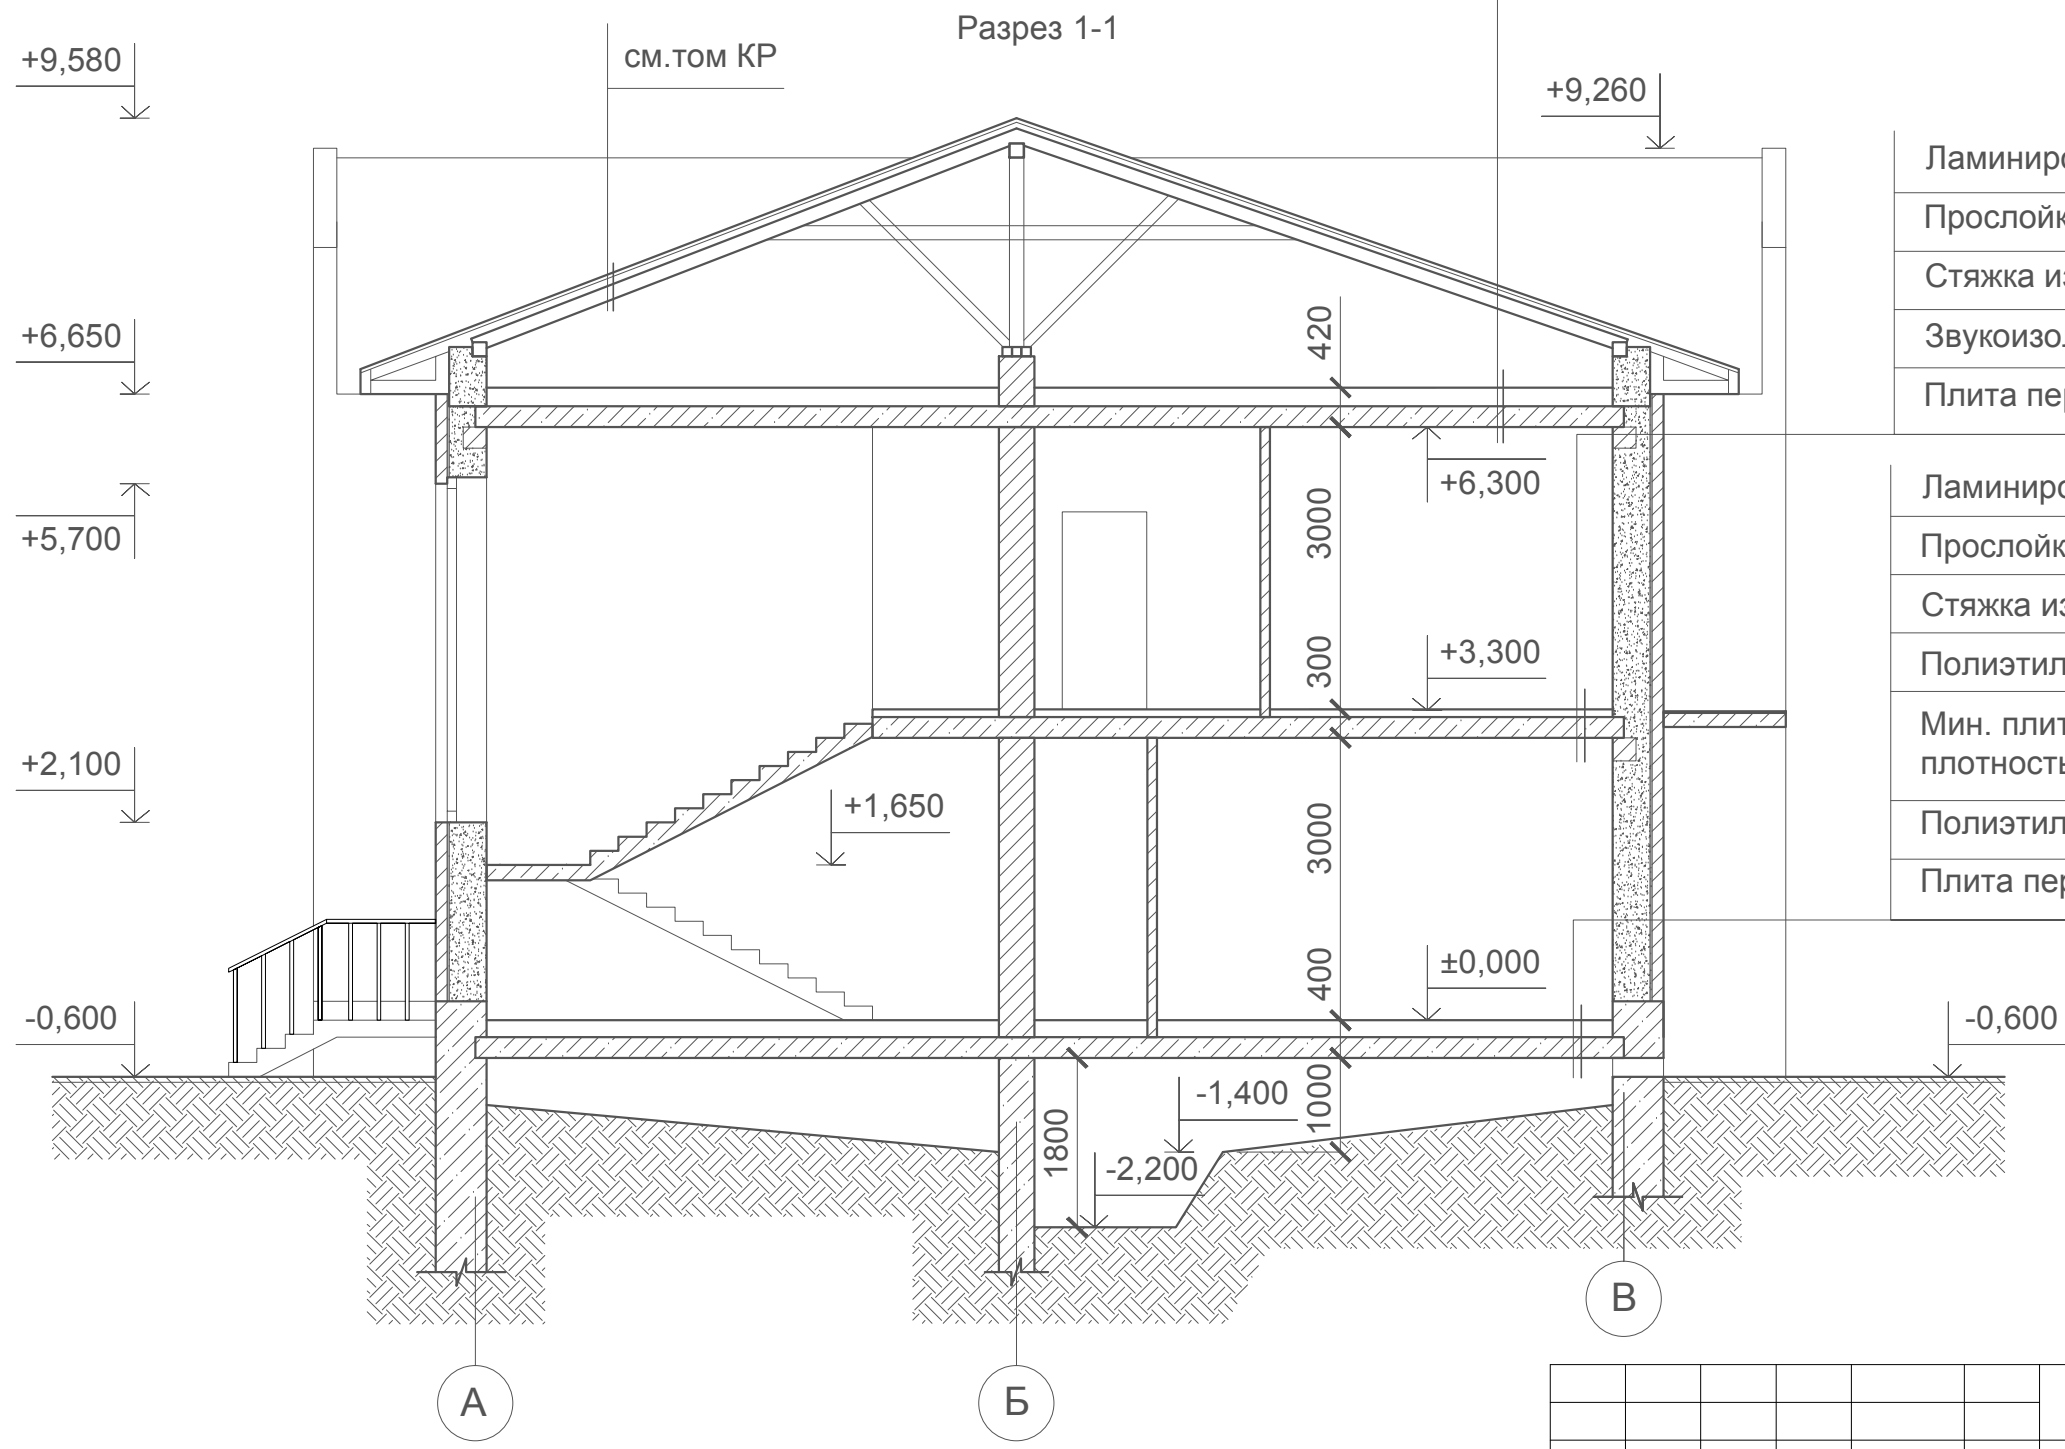 Разрез 1-1
см.том КР
+9,580
+9,260
+6,650
+5,700
+2,100
-0,600
420
3000
300
3000
400
1000
1800
+6,300
+3,300
+1,650
±0,000
-1,400
-2,200
-0,600
Ламиниро
Прослойк
Стяжка из
Звукоизол
Плита пер
Ламиниро
Прослойк
Стяжка из
Полиэтил
Мин. плит
плотность
Полиэтил
Плита пер
А
Б
В